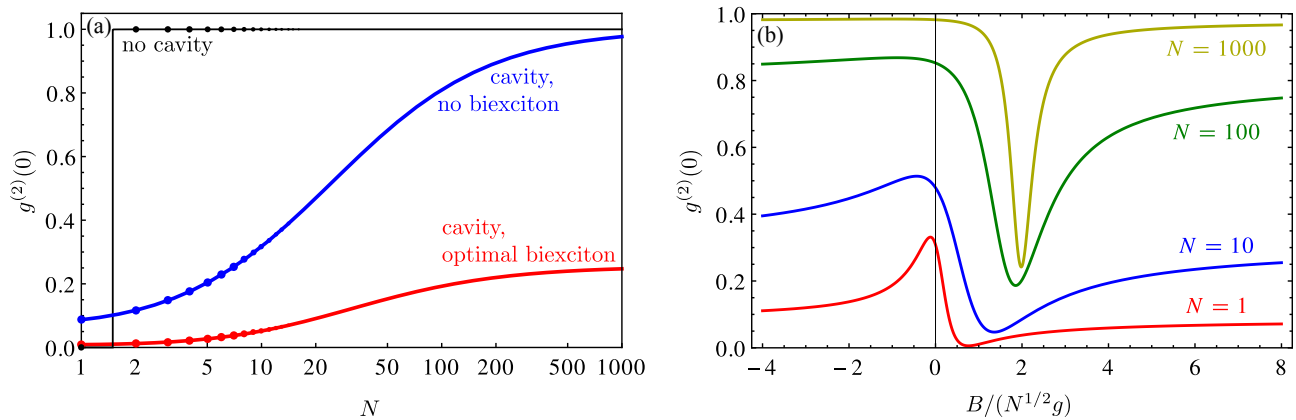 (a)
no cavity
cavity,
no biexciton
cavity,
optimal biexciton
g^{(2)}(0)
0.0
0.2
0.4
0.6
0.8
1.0
1 2 5 10 20 50 100 200 500 1000
N
(b)
N = 1000
N = 100
N = 10
N = 1
g^{(2)}(0)
0.0
0.2
0.4
0.6
0.8
1.0
−4 −2 0 2 4 6 8
B/(N^{1/2}g)